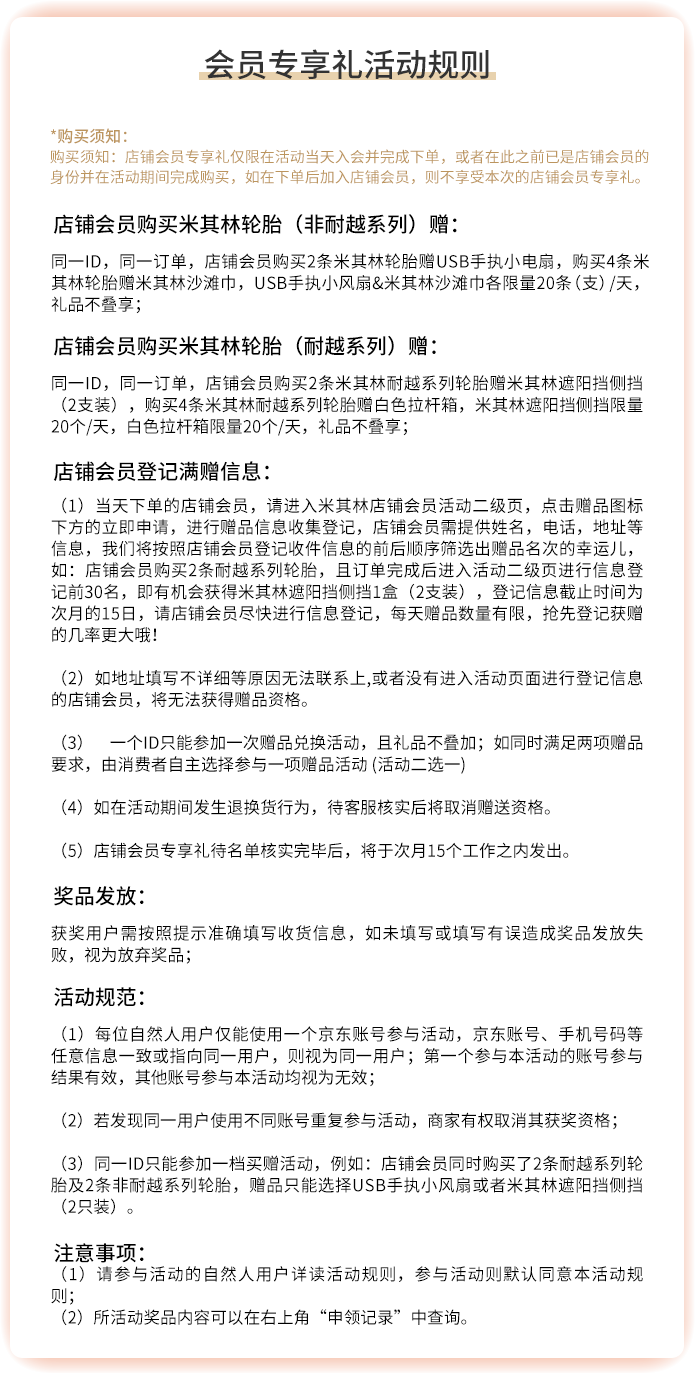 会员专享礼活动规则
*购买须知：
购买须知：店铺会员专享礼仅限在活动当天入会并完成下单，或者在此之前已是店铺会员的
身份并在活动期间完成购买，如在下单后加入店铺会员，则不享受本次的店铺会员专享礼。
店铺会员购买米其林轮胎（非耐越系列）赠：
同一ID，同一订单，店铺会员购买2条米其林轮胎赠USB手执小电扇，购买4条米
其林轮胎赠米其林沙滩巾，USB手执小风扇&米其林沙滩巾各限量20条（支）/天，
礼品不叠享；
店铺会员购买米其林轮胎（耐越系列）赠：
同一ID，同一订单，店铺会员购买2条米其林耐越系列轮胎赠米其林遮阳挡侧挡
（2支装），购买4条米其林耐越系列轮胎赠白色拉杆箱，米其林遮阳挡侧挡限量
20个/天，白色拉杆箱限量20个/天，礼品不叠享；
店铺会员登记满赠信息：
（1）当天下单的店铺会员，请进入米其林店铺会员活动二级页，点击赠品图标
下方的立即申请，进行赠品信息收集登记，店铺会员需提供姓名，电话，地址等
信息，我们将按照店铺会员登记收件信息的前后顺序筛选出赠品名次的幸运儿，
如：店铺会员购买2条耐越系列轮胎，且订单完成后进入活动二级页进行信息登
记前30名，即有机会获得米其林遮阳挡侧挡1盒（2支装），登记信息截止时间为
次月的15日，请店铺会员尽快进行信息登记，每天赠品数量有限，抢先登记获赠
的几率更大哦！
（2）如地址填写不详细等原因无法联系上,或者没有进入活动页面进行登记信息
的店铺会员，将无法获得赠品资格。
（3） 一个ID只能参加一次赠品兑换活动，且礼品不叠加；如同时满足两项赠品
要求，由消费者自主选择参与一项赠品活动 (活动二选一)
（4）如在活动期间发生退换货行为，待客服核实后将取消赠送资格。
（5）店铺会员专享礼待名单核实完毕后，将于次月15个工作之内发出。
奖品发放：
获奖用户需按照提示准确填写收货信息，如未填写或填写有误造成奖品发放失
败，视为放弃奖品；
活动规范：
（1）每位自然人用户仅能使用一个京东账号参与活动，京东账号、手机号码等
任意信息一致或指向同一用户，则视为同一用户；第一个参与本活动的账号参与
结果有效，其他账号参与本活动均视为无效；
（2）若发现同一用户使用不同账号重复参与活动，商家有权取消其获奖资格；
（3）同一ID只能参加一档买赠活动，例如：店铺会员同时购买了2条耐越系列轮
胎及2条非耐越系列轮胎，赠品只能选择USB手执小风扇或者米其林遮阳挡侧挡
（2只装）。
注意事项：
（1）请参与活动的自然人用户详读活动规则，参与活动则默认同意本活动规
则；
（2）所活动奖品内容可以在右上角“申领记录”中查询。